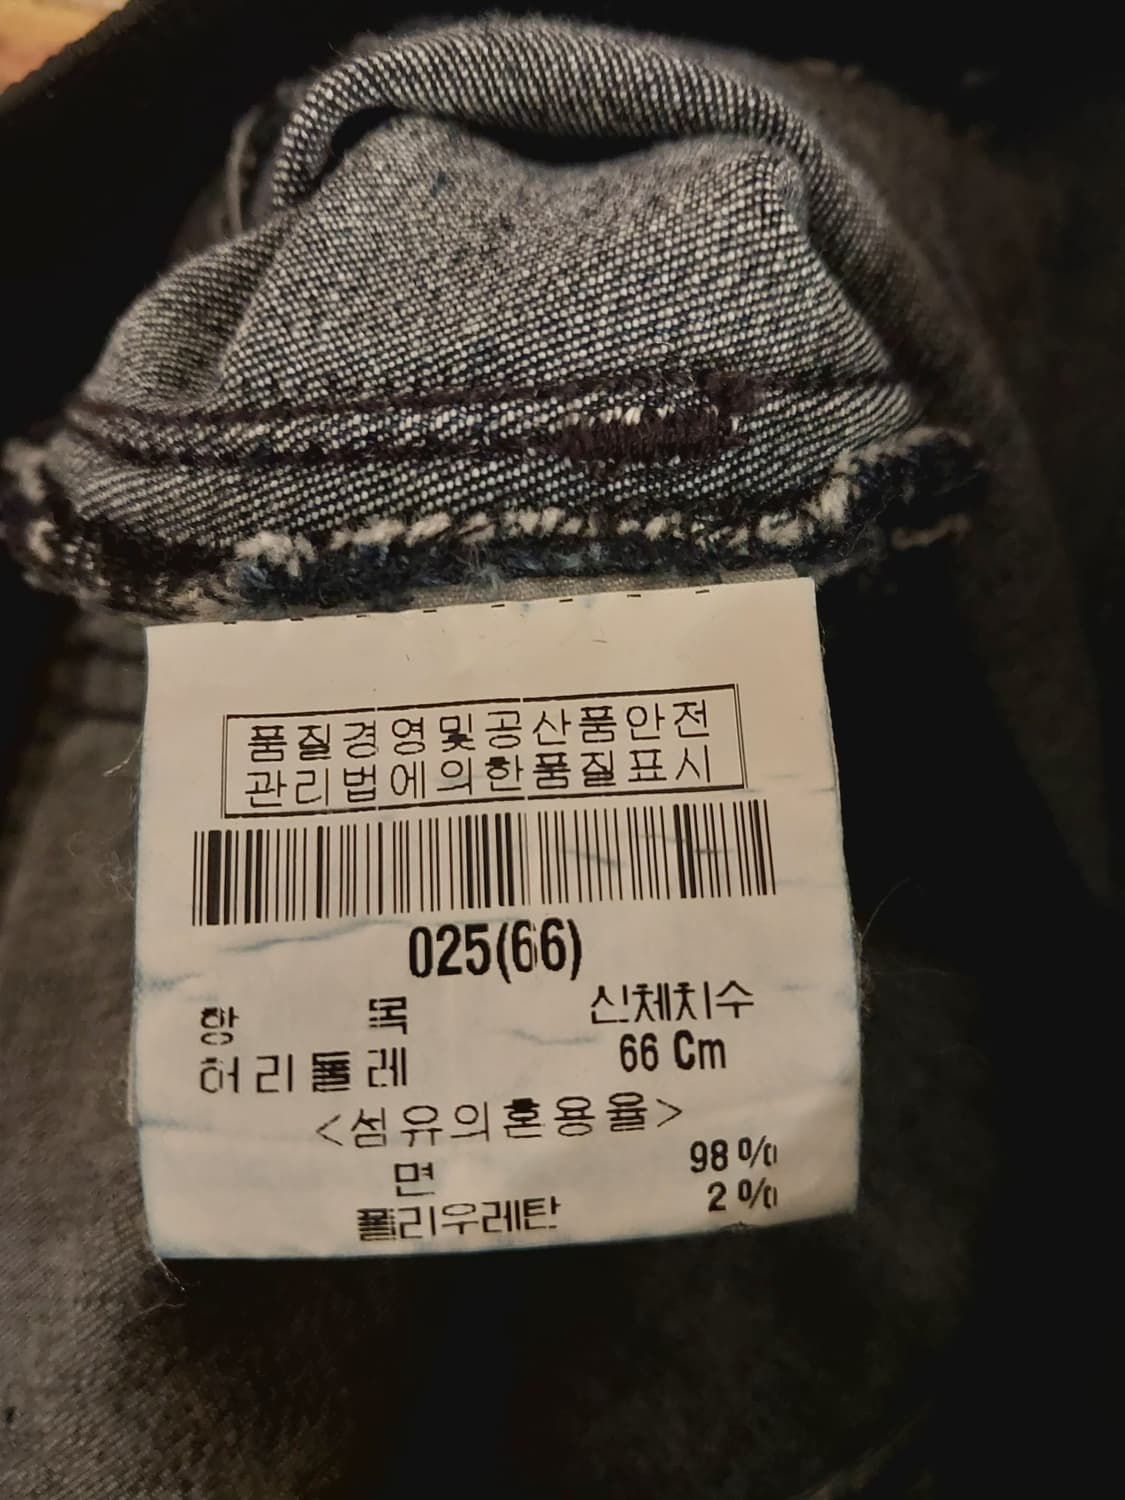 품질경영및공산품안전
관리법에의한품질표시
025(66)
항 목 신체치수
허리둘레 66 Cm
<섬유의혼용율>
면 98 %
폴리우레탄 2 %